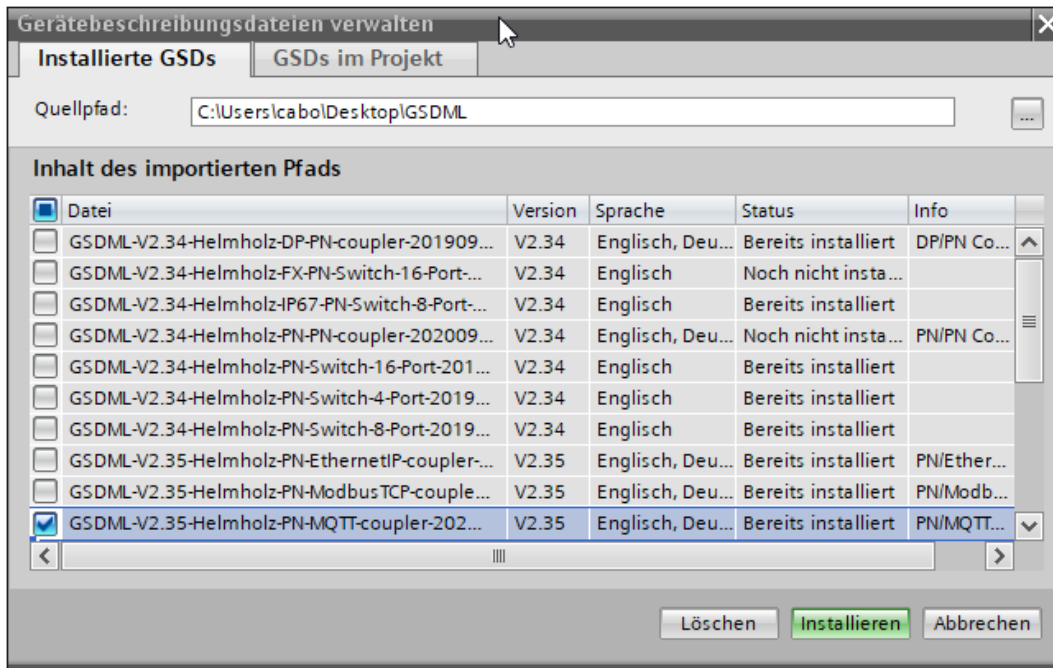 Gerätebeschreibungsdateien verwalten
Installierte GSDs GSDs im Projekt
Quellpfad: C:\Users\cabo\Desktop\GSDML ...
Inhalt des importierten Pfads
Datei Version Sprache Status Info
GSDML-V2.34-Helmholz-DP-PN-coupler-201909... V2.34 Englisch, Deu... Bereits installiert DP/PN Co...
GSDML-V2.34-Helmholz-FX-PN-Switch-16-Port-... V2.34 Englisch Noch nicht insta...
GSDML-V2.34-Helmholz-IP67-PN-Switch-8-Port-... V2.34 Englisch Bereits installiert
GSDML-V2.34-Helmholz-PN-PN-coupler-202009... V2.34 Englisch, Deu... Noch nicht insta... PN/PN Co...
GSDML-V2.34-Helmholz-PN-Switch-16-Port-201... V2.34 Englisch Bereits installiert
GSDML-V2.34-Helmholz-PN-Switch-4-Port-2019... V2.34 Englisch Bereits installiert
GSDML-V2.34-Helmholz-PN-Switch-8-Port-2019... V2.34 Englisch Bereits installiert
GSDML-V2.35-Helmholz-PN-EthernetIP-coupler-... V2.35 Englisch, Deu... Bereits installiert PN/Ether...
GSDML-V2.35-Helmholz-PN-ModbusTCP-couple... V2.35 Englisch, Deu... Bereits installiert PN/Modb...
GSDML-V2.35-Helmholz-PN-MQTT-coupler-202... V2.35 Englisch, Deu... Bereits installiert PN/MQTT...
Löschen Installieren Abbrechen